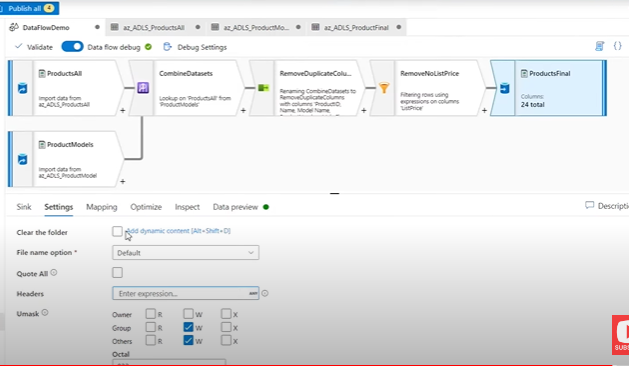 Publish all 4
DataFlowDemo
az_ADLS_ProductsAll
az_ADLS_ProductMo...
az_ADLS_ProductFinal
Validate
Data flow debug
Debug Settings
ProductsAll
Import data from
az_ADLS_ProductsAll
CombineDatasets
Lookup on 'ProductsAll' from
'ProductModels'
RemoveDuplicateColu...
Renaming CombineDatasets to
RemoveDuplicateColumns
with columns 'ProductID,
Name, Model Name,
RemoveNoListPrice
Filtering rows using
expressions on columns
'ListPrice'
ProductsFinal
Columns:
24 total
ProductModels
Import data from
az_ADLS_ProductModel
Sink Settings Mapping Optimize Inspect Data preview
Descripti
Clear the folder
Add dynamic content [Alt+Shift+D]
File name option *
Default
Quote All
Headers
Enter expression...
Umask
Owner R W X
Group R W X
Others R W X
Octal
SUBS